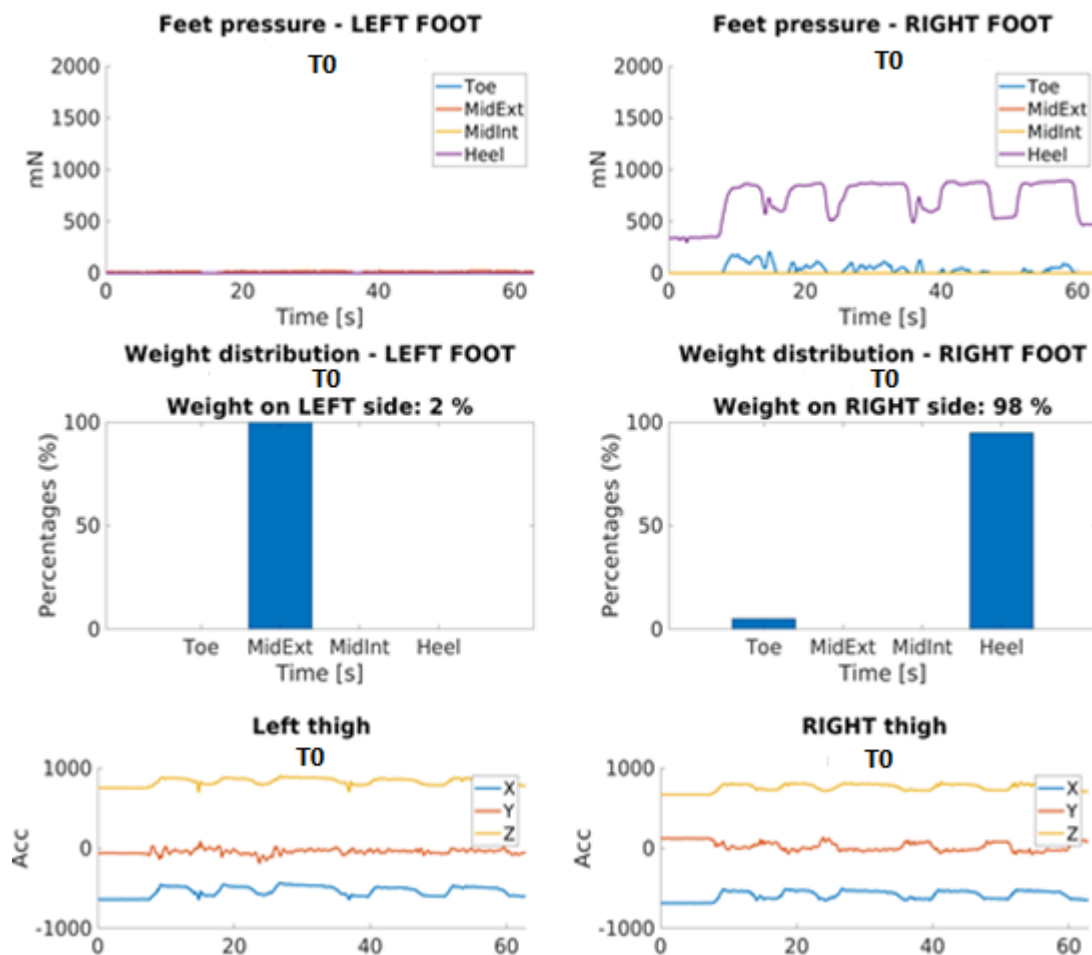 Feet pressure - LEFT FOOT
T0
2000
1500
1000
500
0
mN
Toe
MidExt
MidInt
Heel
0 20 40 60
Time [s]
Feet pressure - RIGHT FOOT
T0
2000
1500
1000
500
0
mN
Toe
MidExt
MidInt
Heel
0 20 40 60
Time [s]
Weight distribution - LEFT FOOT
T0
Weight on LEFT side: 2 %
100
50
0
Percentages (%)
Toe MidExt MidInt Heel
Time [s]
Weight distribution - RIGHT FOOT
T0
Weight on RIGHT side: 98 %
100
50
0
Percentages (%)
Toe MidExt MidInt Heel
Time [s]
Left thigh
T0
1000
0
-1000
Acc
X
Y
Z
0 20 40 60
RIGHT thigh
T0
1000
0
-1000
Acc
X
Y
Z
0 20 40 60